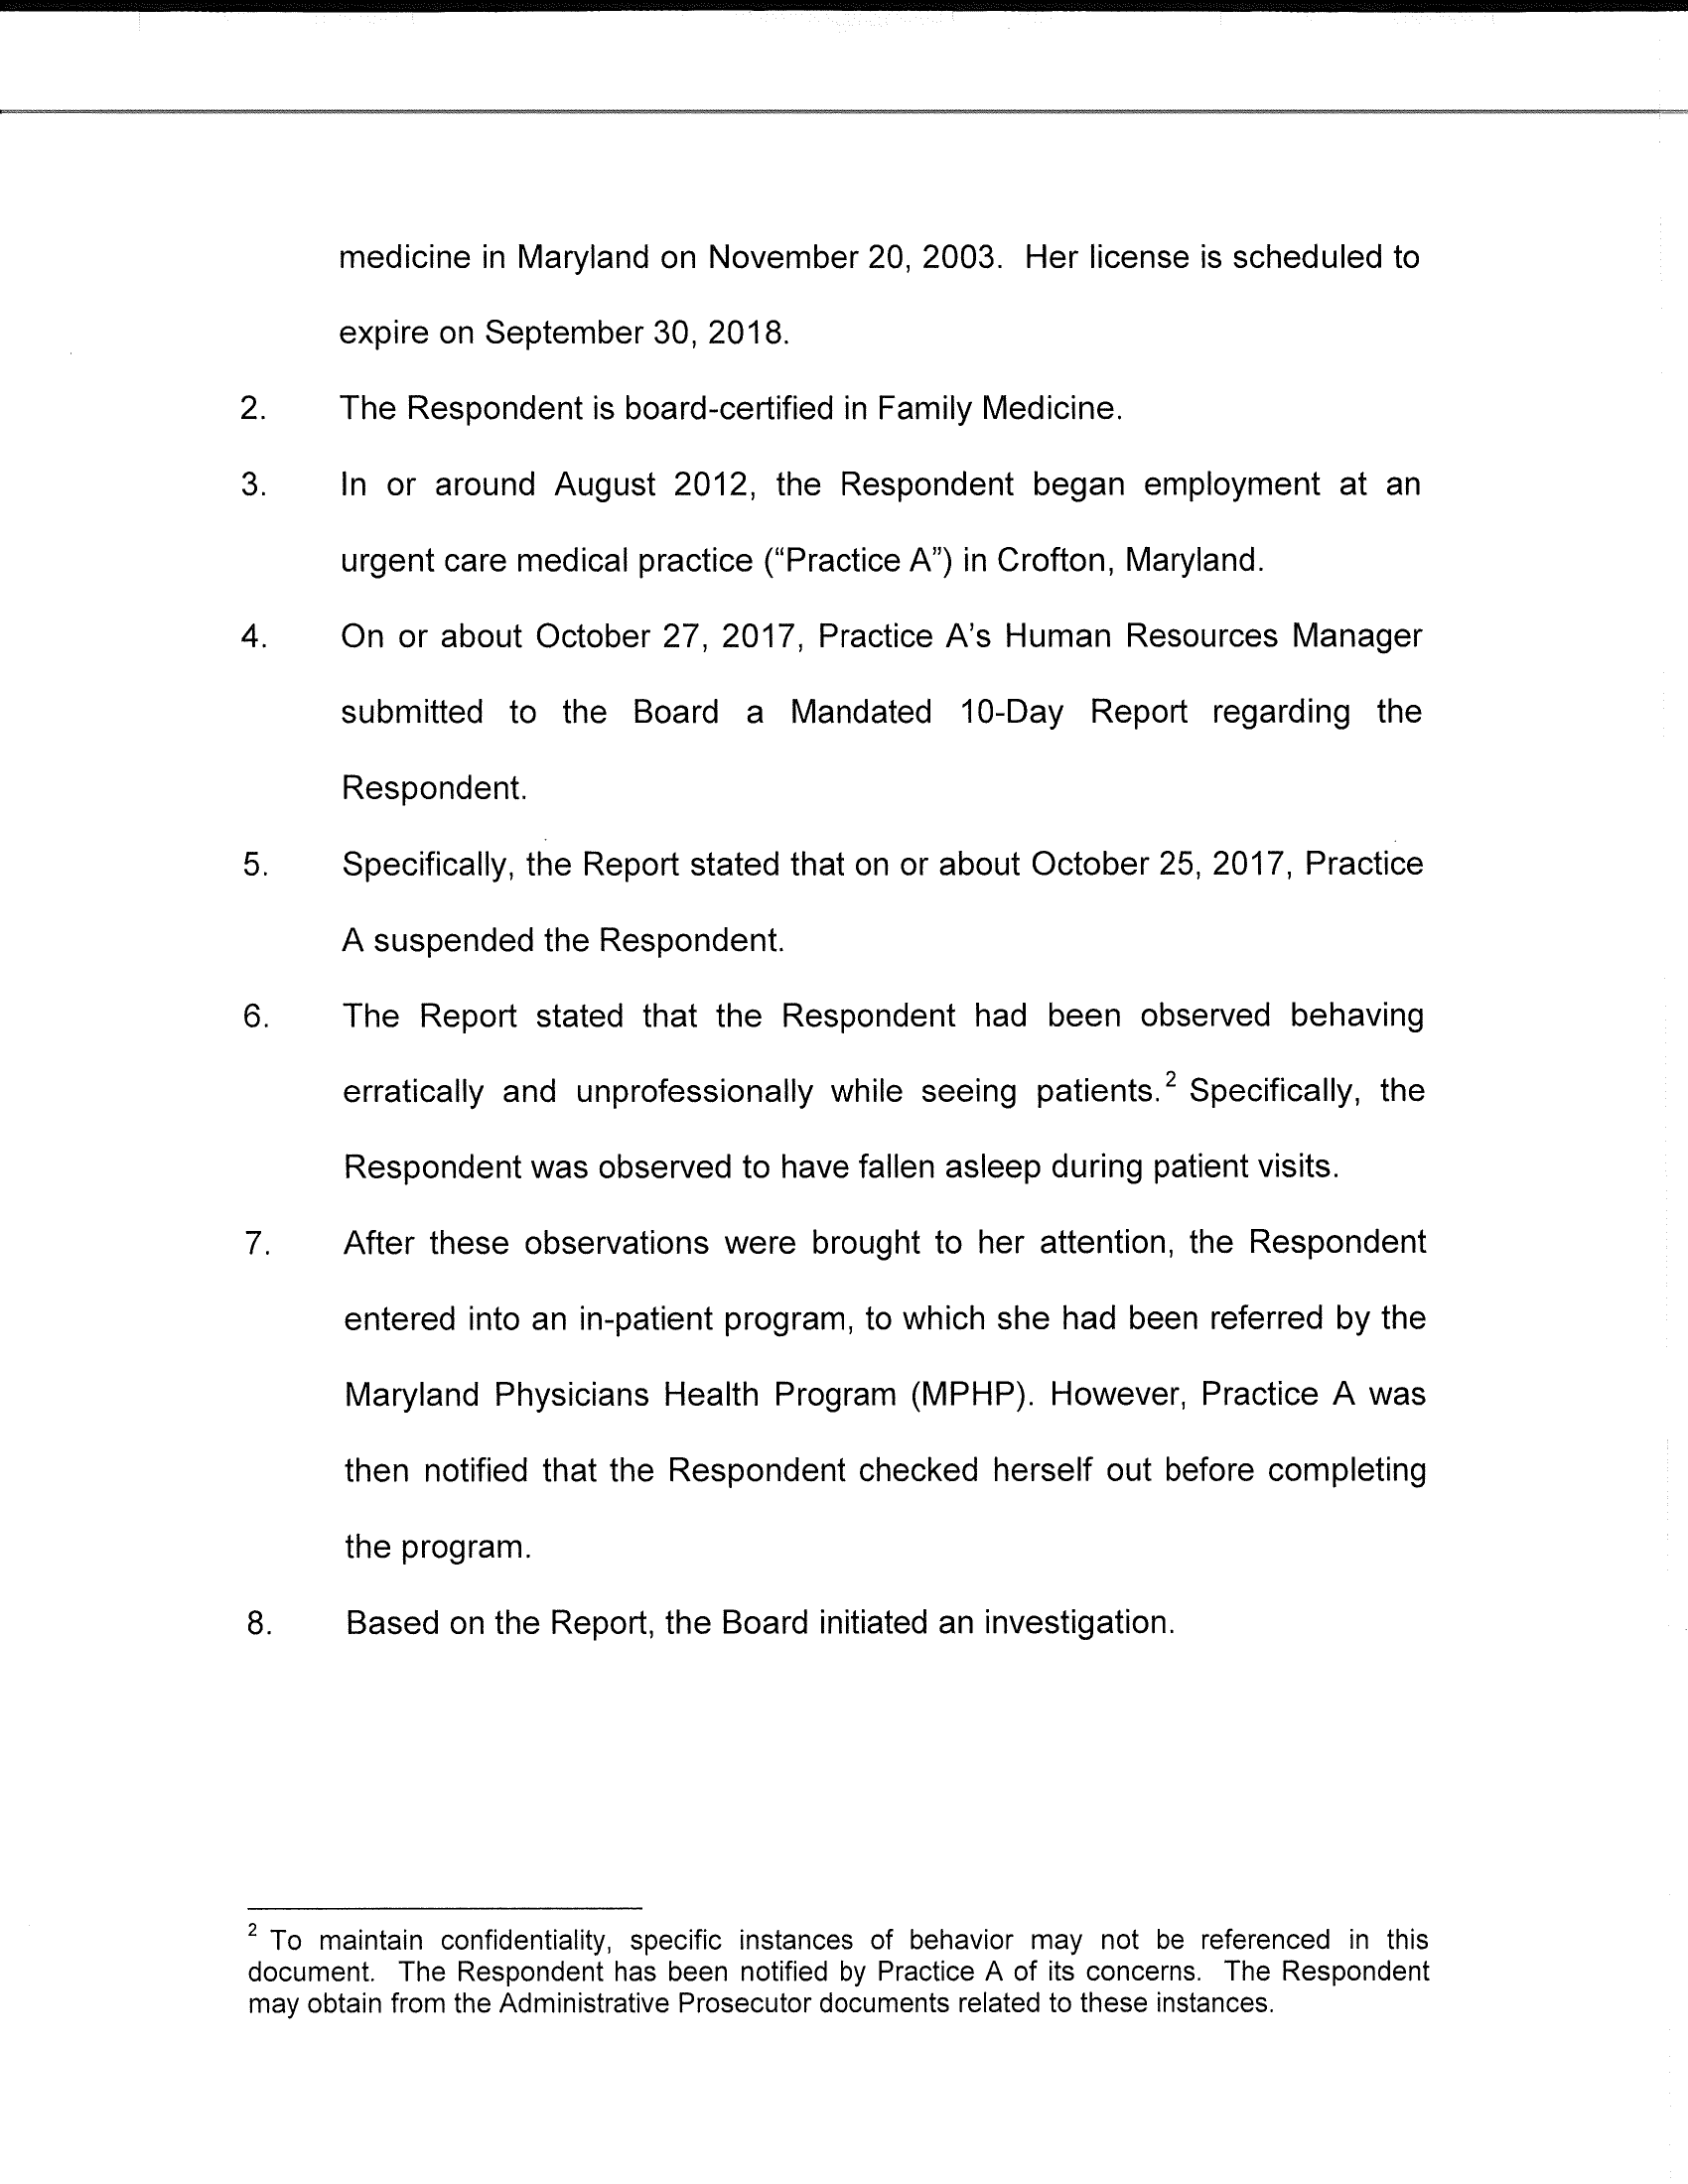 medicine in Maryland on November 20, 2003. Her license is scheduled to
expire on September 30, 2018.
2. The Respondent is board-certified in Family Medicine.
3. In or around August 2012, the Respondent began employment at an
urgent care medical practice (“Practice A”) in Crofton, Maryland.
4. On or about October 27, 2017, Practice A’s Human Resources Manager
submitted to the Board a Mandated 10-Day Report regarding the
Respondent.
5. Specifically, the Report stated that on or about October 25, 2017, Practice
A suspended the Respondent.
6. The Report stated that the Respondent had been observed behaving
erratically and unprofessionally while seeing patients.² Specifically, the
Respondent was observed to have fallen asleep during patient visits.
7. After these observations were brought to her attention, the Respondent
entered into an in-patient program, to which she had been referred by the
Maryland Physicians Health Program (MPHP). However, Practice A was
then notified that the Respondent checked herself out before completing
the program.
8. Based on the Report, the Board initiated an investigation.
² To maintain confidentiality, specific instances of behavior may not be referenced in this
document. The Respondent has been notified by Practice A of its concerns. The Respondent
may obtain from the Administrative Prosecutor documents related to these instances.